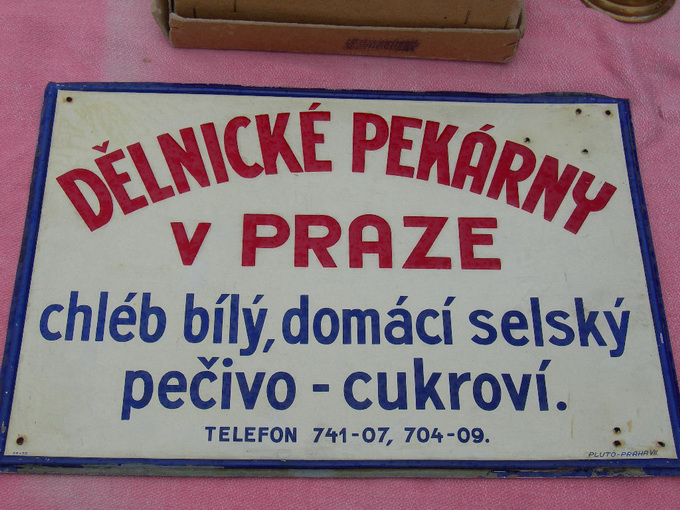 DĚLNICKÉ PEKÁRNY
v PRAZE
chléb bílý, domácí selský
pečivo - cukroví.
TELEFON 741-07, 704-09.
PLUTO-PRAHA VII